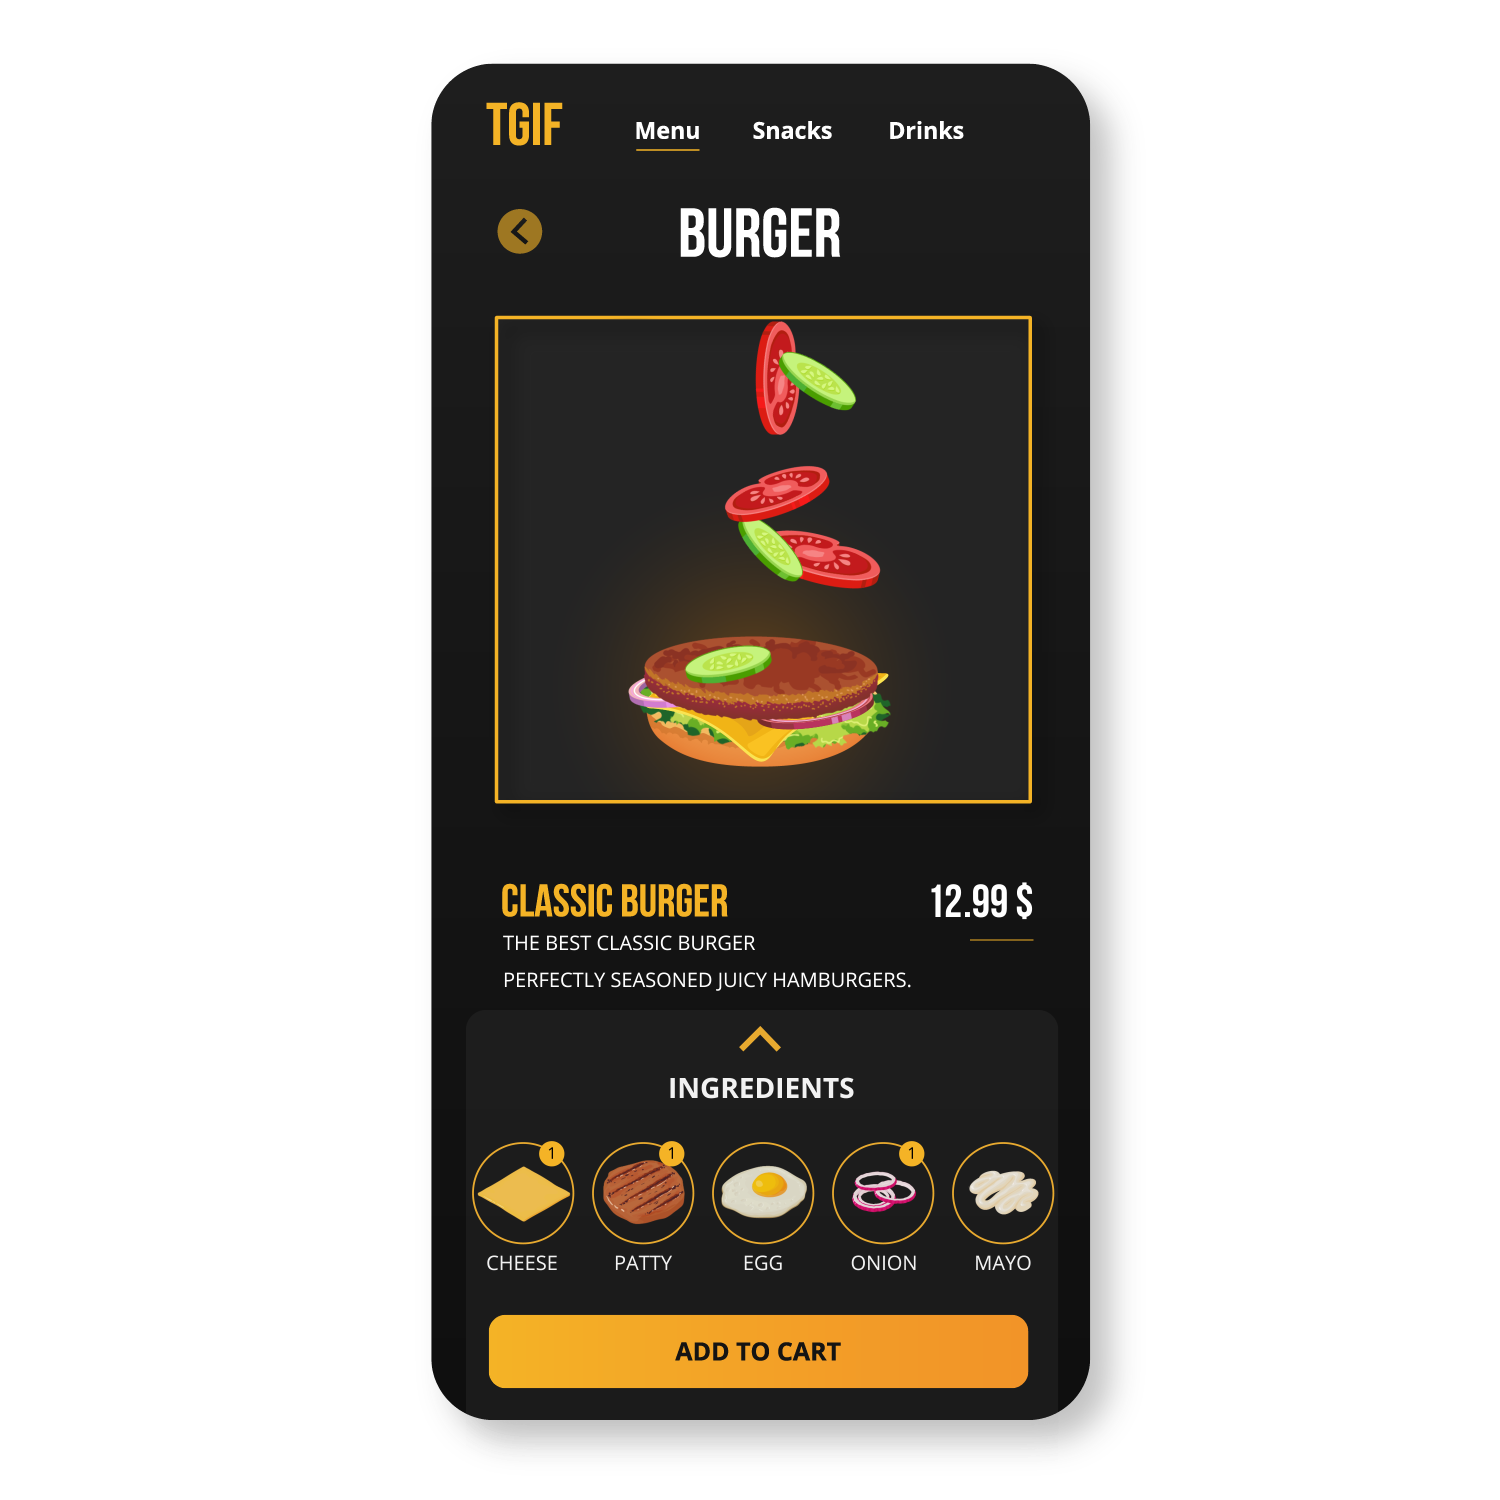 TGIF
Menu Snacks Drinks
BURGER
CLASSIC BURGER
12.99 $
THE BEST CLASSIC BURGER
PERFECTLY SEASONED JUICY HAMBURGERS.
INGREDIENTS
1 1 1
CHEESE PATTY EGG ONION MAYO
ADD TO CART